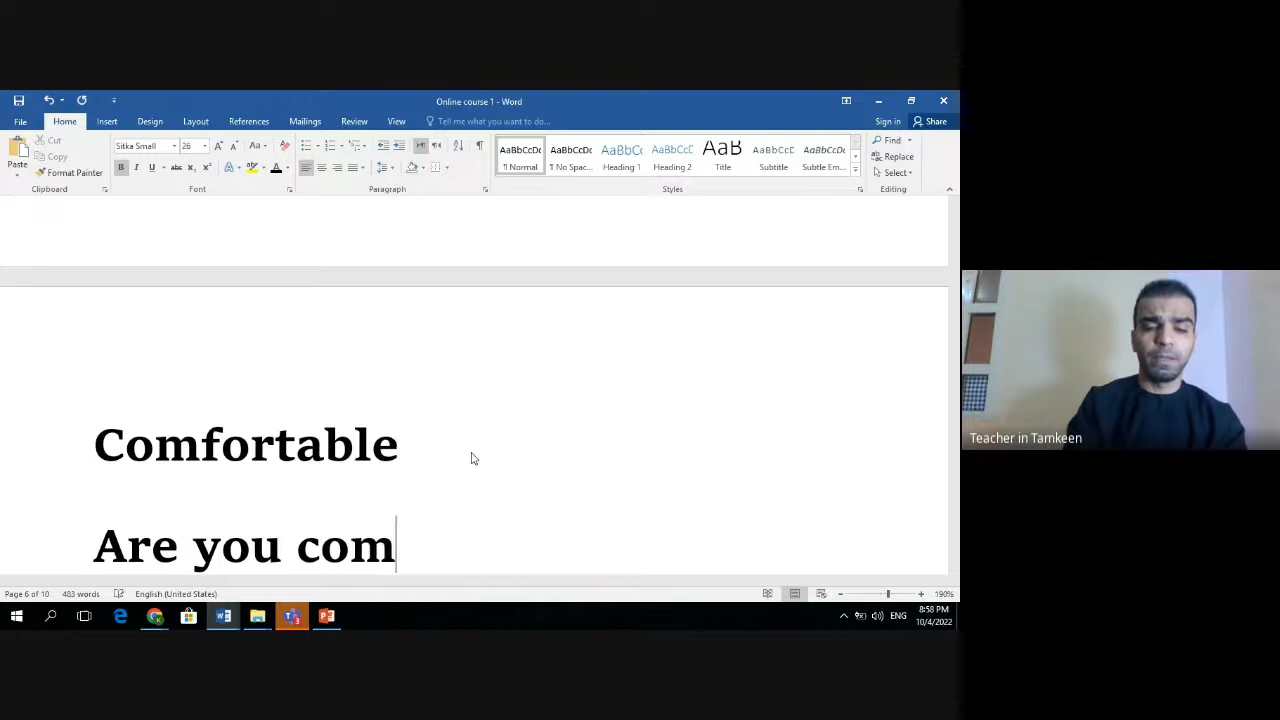 Online course 1 - Word
File Home Insert Design Layout References Mailings Review View Tell me what you want to do... Sign in Share
Paste
Cut
Copy
Format Painter
Clipboard
Sitka Small 26
Font
Paragraph
AaBbCcDc AaBbCcDc AaBbCc AaBbCcC AaB AaBbCcC AaBbCcDc
¶ Normal ¶ No Spac... Heading 1 Heading 2 Title Subtitle Subtle Em...
Styles
Find
Replace
Select
Editing
Comfortable
Are you com
Teacher in Tamkeen
Page 6 of 10 483 words English (United States) 190%
ENG
8:58 PM
10/4/2022